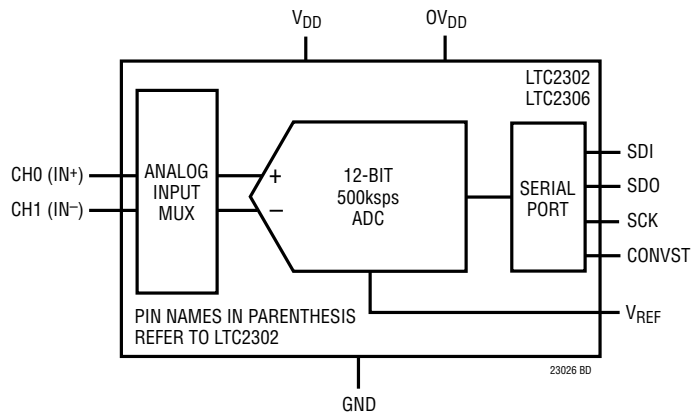 VDD
OVDD
LTC2302
LTC2306
CH0 (IN+)
CH1 (IN–)
ANALOG
INPUT
MUX
+
–
12-BIT
500ksps
ADC
SERIAL
PORT
SDI
SDO
SCK
CONVST
VREF
PIN NAMES IN PARENTHESIS
REFER TO LTC2302
23026 BD
GND